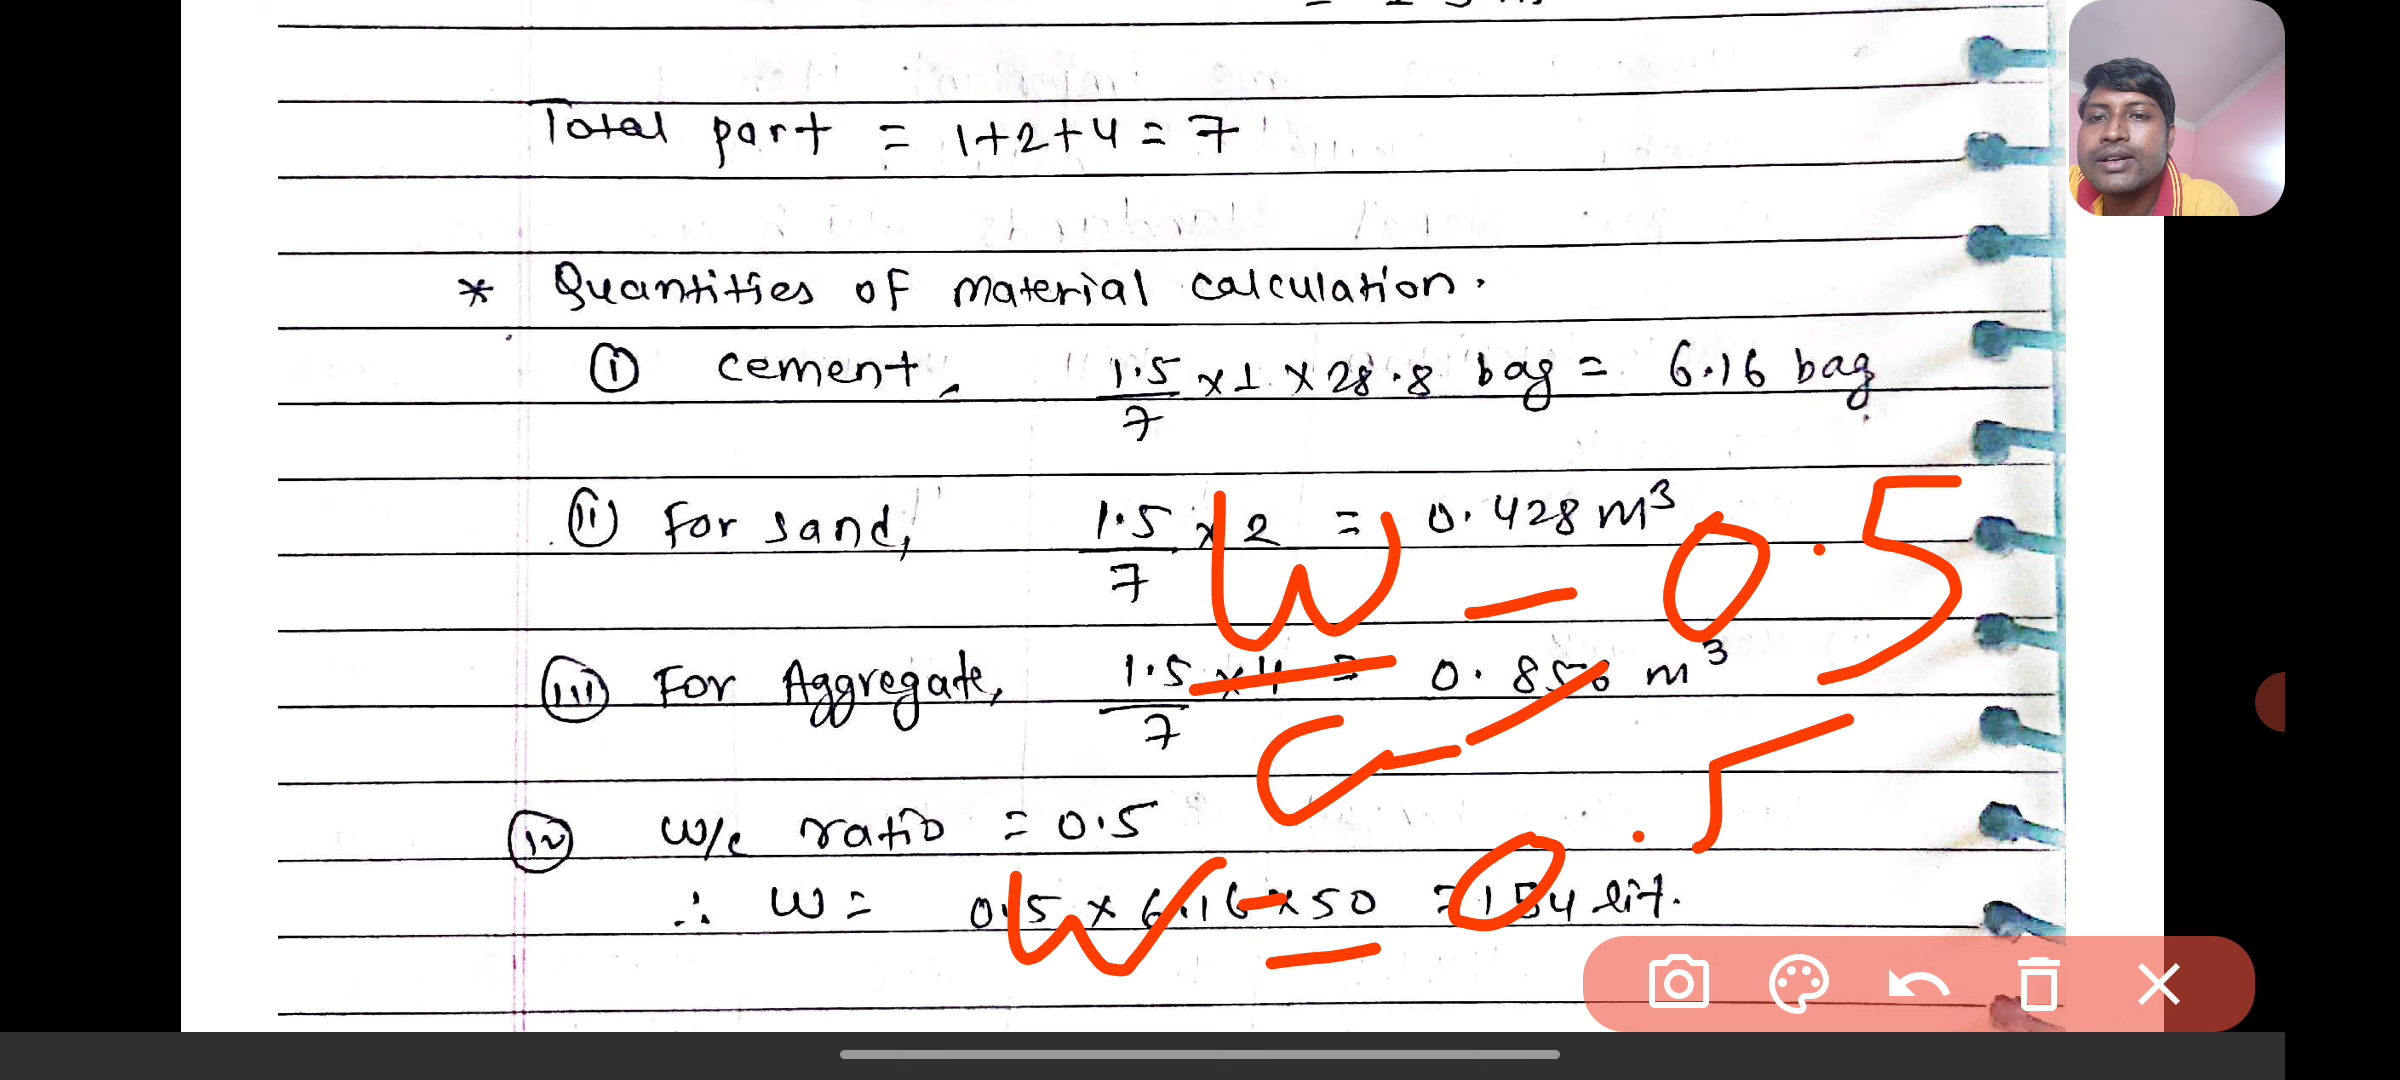 Total part = 1+2+4 = 7
* Quantities of material calculation.
(i) cement, 1.5/7 x 1 x 28.8 bag = 6.16 bag
(ii) For sand, 1.5/7 x 2 = 0.428 m³
W - 0.5
(iii) For Aggregate, 1.5/7 x 4 = 0.856 m³
C
(iv) w/c ratio = 0.5
∴ W = 0.5 x 6.16 x 50 = 154 lit.
W = 0.5